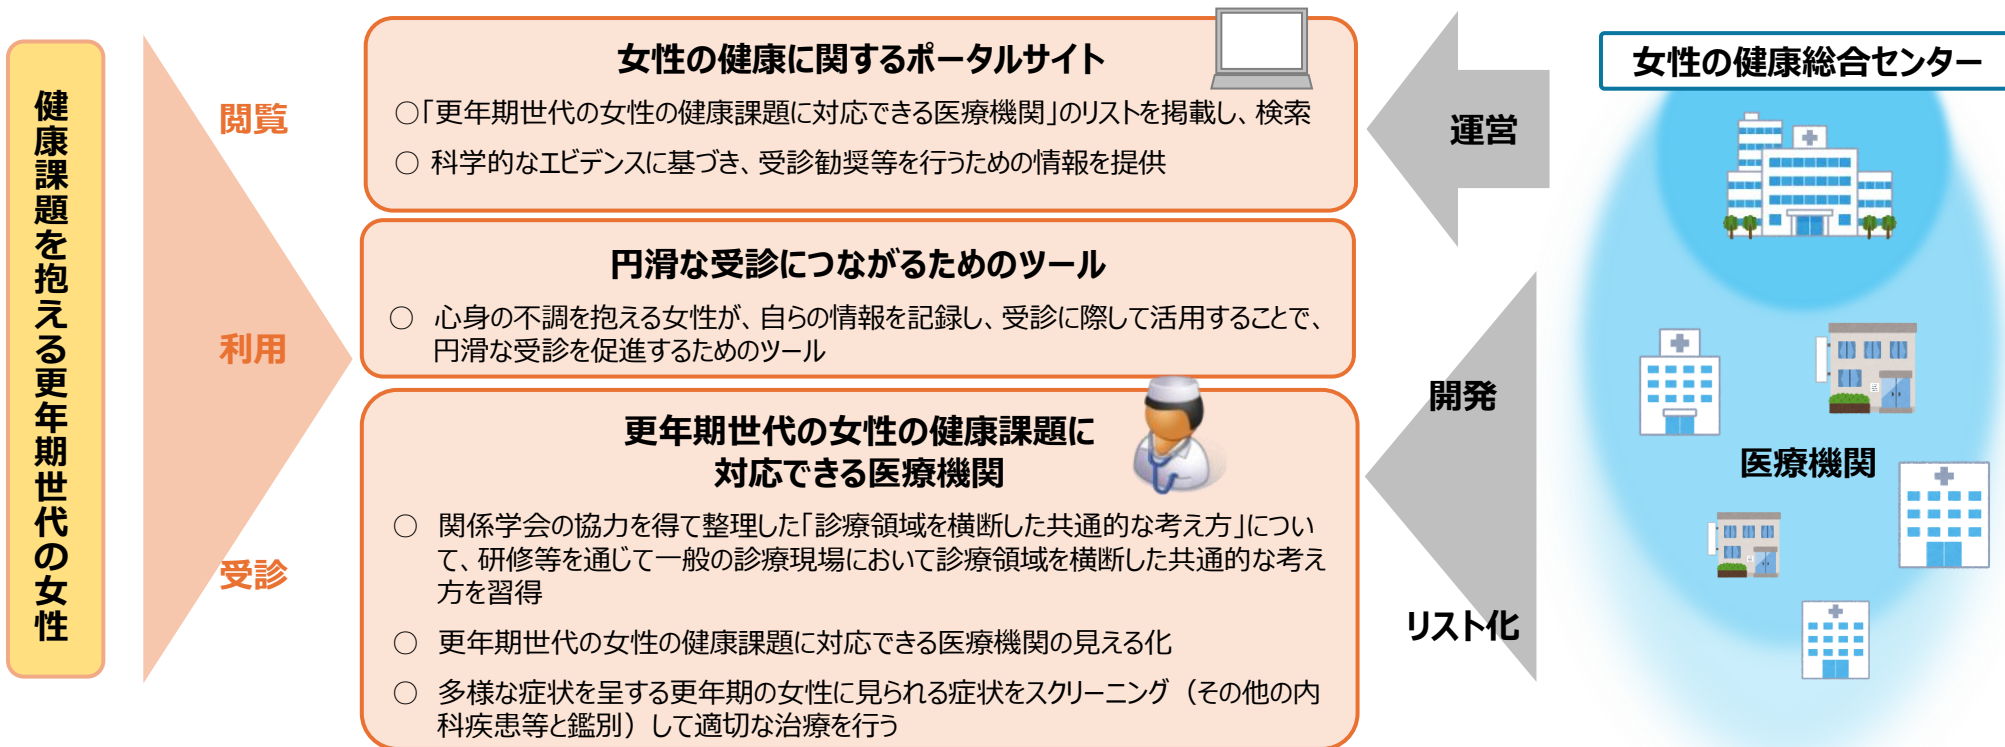 健康課題を抱える更年期世代の女性
閲覧
利用
受診
女性の健康に関するポータルサイト
○「更年期世代の女性の健康課題に対応できる医療機関」のリストを掲載し、検索
○ 科学的なエビデンスに基づき、受診勧奨等を行うための情報を提供
円滑な受診につながるためのツール
○ 心身の不調を抱える女性が、自らの情報を記録し、受診に際して活用することで、
円滑な受診を促進するためのツール
更年期世代の女性の健康課題に
対応できる医療機関
○ 関係学会の協力を得て整理した「診療領域を横断した共通的な考え方」につい
て、研修等を通じて一般の診療現場において診療領域を横断した共通的な考え
方を習得
○ 更年期世代の女性の健康課題に対応できる医療機関の見える化
○ 多様な症状を呈する更年期の女性に見られる症状をスクリーニング（その他の内
科疾患等と鑑別）して適切な治療を行う
運営
開発
リスト化
女性の健康総合センター
医療機関